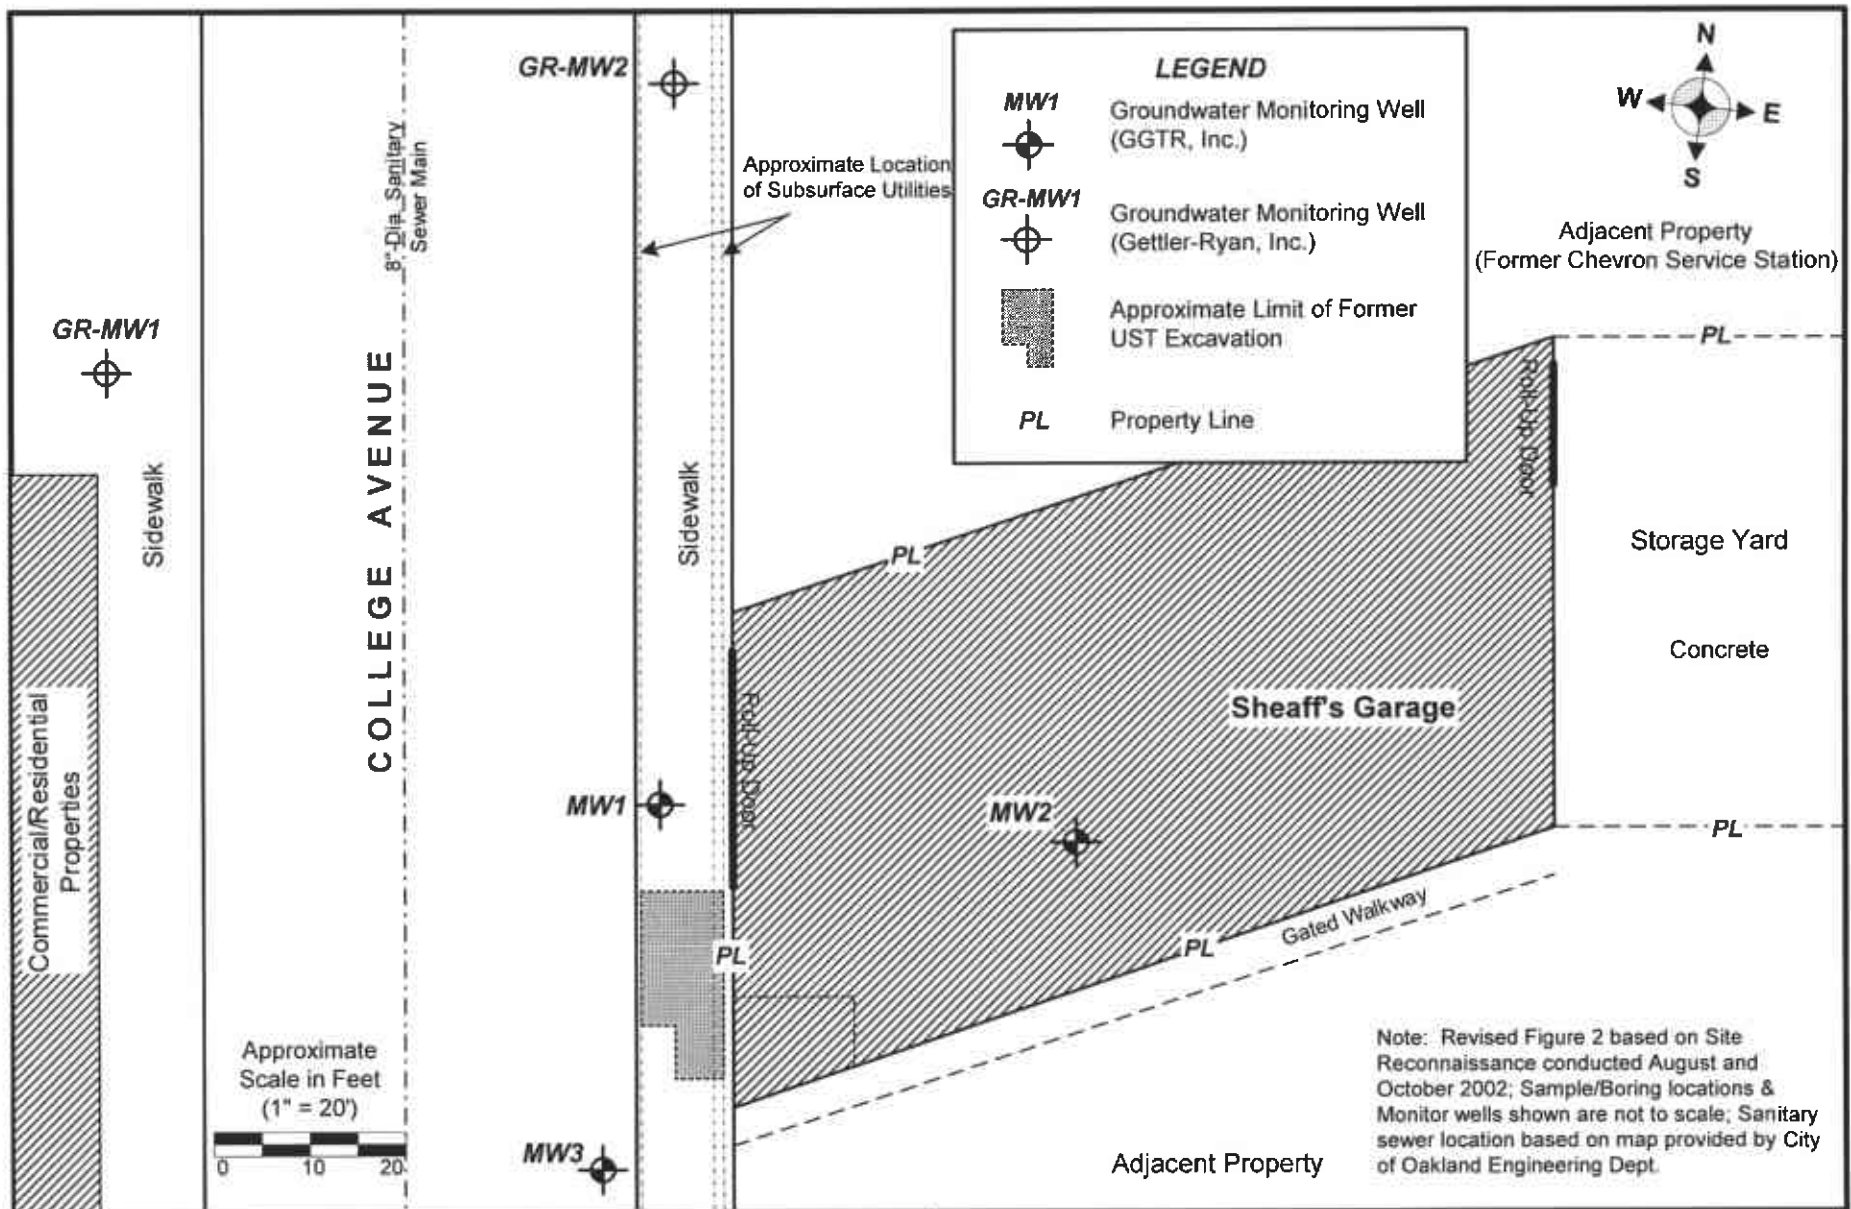 GR-MW2
8" Dia. Sanitary
Sewer Main
Approximate Location
of Subsurface Utilities
LEGEND
MW1
Groundwater Monitoring Well
(GGTR, Inc.)
GR-MW1
Groundwater Monitoring Well
(Gettler-Ryan, Inc.)
Approximate Limit of Former
UST Excavation
PL
Property Line
N
W
E
S
Adjacent Property
(Former Chevron Service Station)
GR-MW1
Sidewalk
COLLEGE AVENUE
Sidewalk
PL
PL
Roll-Up Door
Storage Yard
Concrete
Sheaff's Garage
Roll-Up Door
MW1
MW2
PL
Commercial/Residential
Properties
PL
PL
Gated Walkway
Approximate
Scale in Feet
(1" = 20')
0 10 20
MW3
Adjacent Property
Note: Revised Figure 2 based on Site
Reconnaissance conducted August and
October 2002; Sample/Boring locations &
Monitor wells shown are not to scale; Sanitary
sewer location based on map provided by City
of Oakland Engineering Dept.